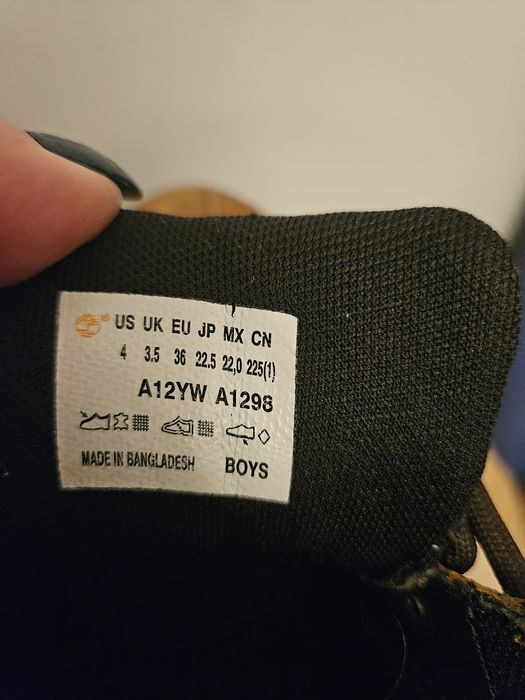 US UK EU JP MX CN
4 3.5 36 22.5 22,0 225(1)
A12YW A1298
MADE IN BANGLADESH BOYS